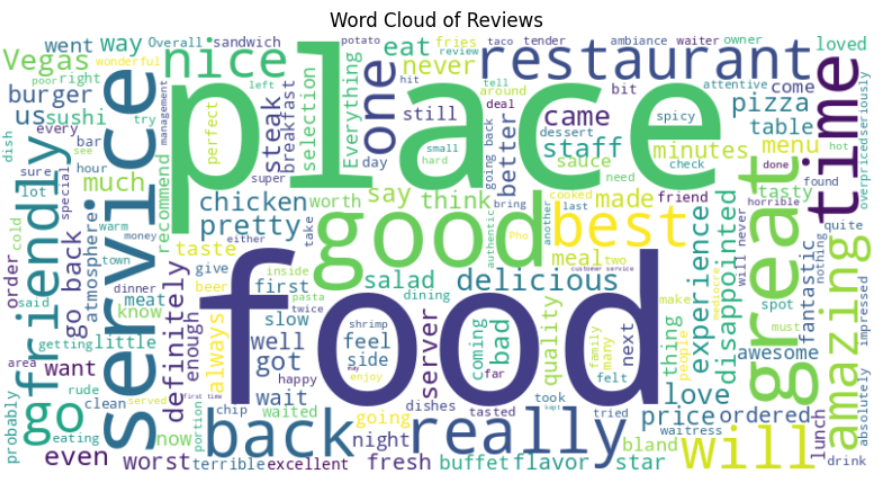 Word Cloud of Reviews
Vegas
went
way
Overall
sandwich
nice
potato
eat
fries
taco
tender
ambiance
waiter
owner
loved
wonderful
review
never
restaurant
poor
right
burger
us
sushi
every
try
management
left
perfect
steak
breakfast
selection
Everything
one
hit
still
day
around
tell
deal
going back
better
bit
came
spicy
dessert
staff
sauce
attentive
come
pizza
table
minutes
menu
hot
seriously
overpriced
time
place
small
hard
check
done
need
tasty
found
horrible
dish
sure
lot
bar
see
hour
special
super
much
recommend
service
friendly
chicken
worth
say
think
cooked
made
friend
bring
last
another
best
pretty
take
good
authentic
Pho
meal
two
experience
disappointed
will never
great
quite
fantastic
nothing
amazing
impressed
cold
order
go back
atmosphere
warm
money
town
taste
either
give
inside
salad
delicious
customer service
dinner
meat
beer
first
pasta
dining
make
mediocre
spot
must
said
know
definitely
enough
always
slow
twice
food
shrimp
feel
side
may
enjoy
server
coming
bad
far
quality
family
many
felt
next
thing
people
awesome
absolutely
getting
little
well
got
happy
area
want
rude
clean
served
first time
wait
love
probably
go
eating
now
portion
chip
waited
going
dishes
tasted
took
kept
tried
price
ordered
waitress
lunch
back
really
night
bland
will
even
worst
terrible
excellent
fresh
buffet
flavor
star
drink